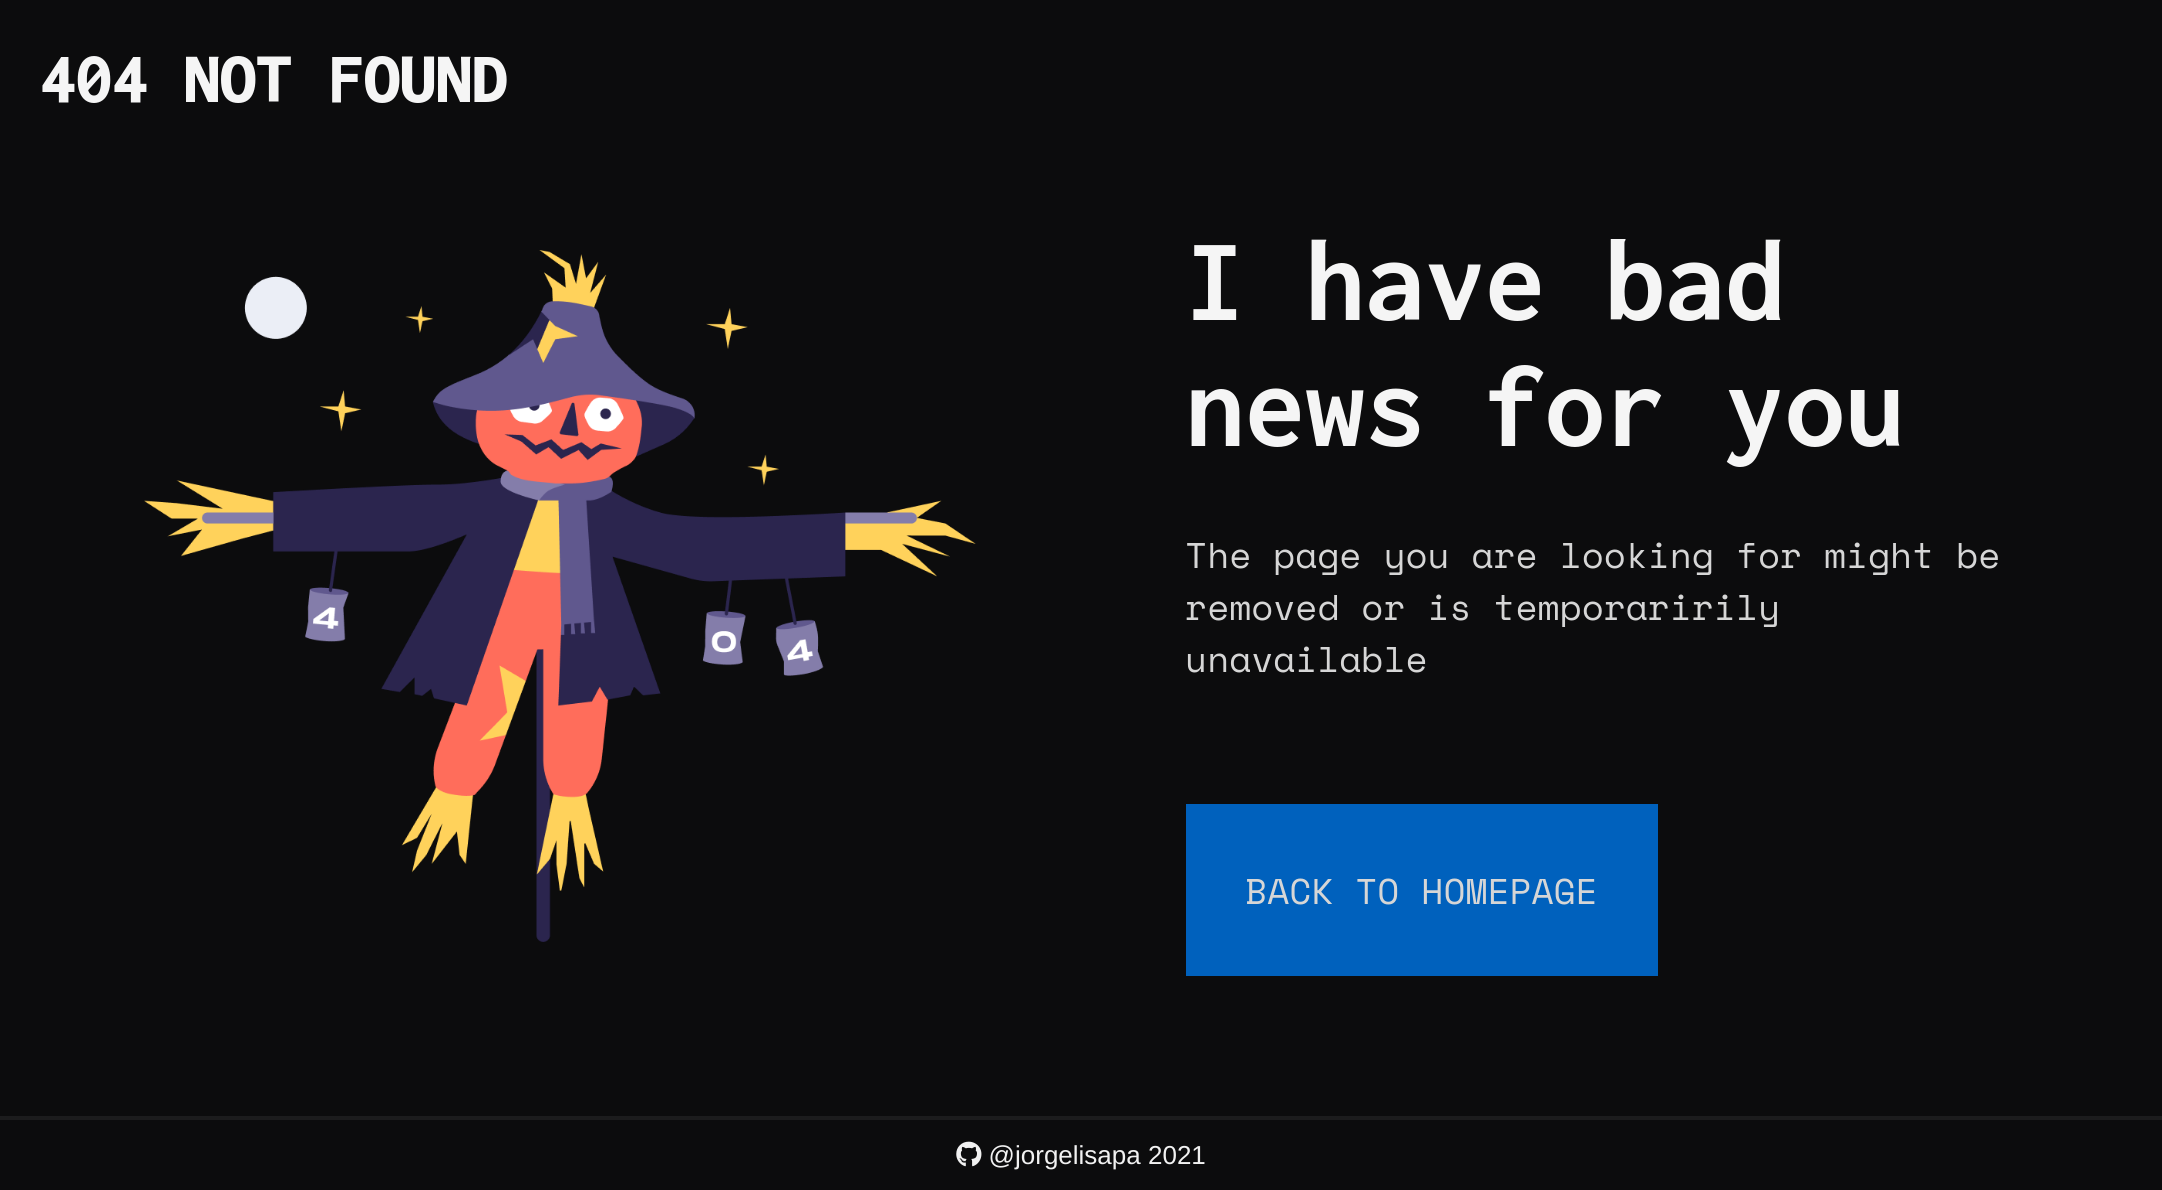 404 NOT FOUND
I have bad
news for you
The page you are looking for might be
removed or is temporaririly
unavailable
4
0
4
BACK TO HOMEPAGE
@jorgelisapa 2021